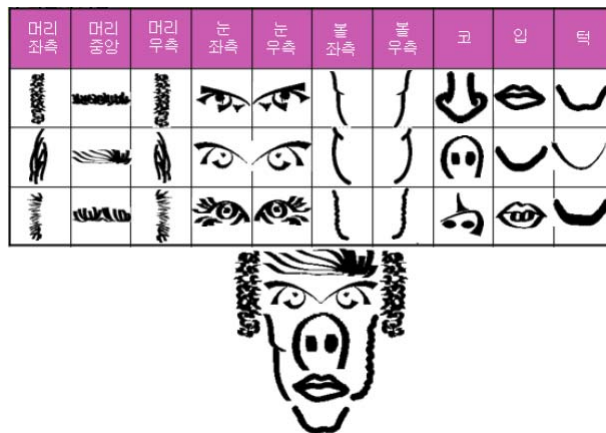 머리 좌측
머리 중앙
머리 우측
눈 좌측
눈 우측
볼 좌측
볼 우측
코
입
턱